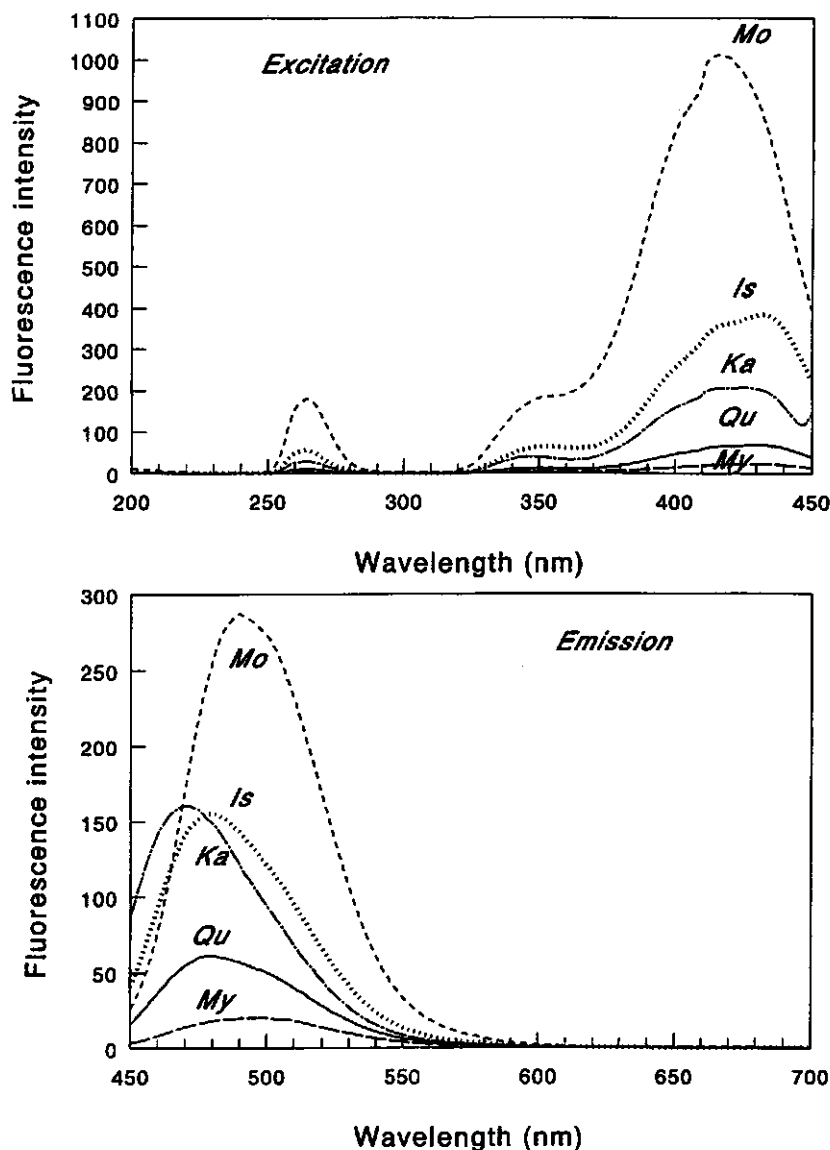 Fluorescence intensity
1100
1000
900
800
700
600
500
400
300
200
100
0
Excitation
Mo
Is
Ka
Qu
My
200 250 300 350 400 450
Wavelength (nm)
Fluorescence intensity
300
250
200
150
100
50
0
Emission
Mo
Is
Ka
Qu
My
450 500 550 600 650 700
Wavelength (nm)